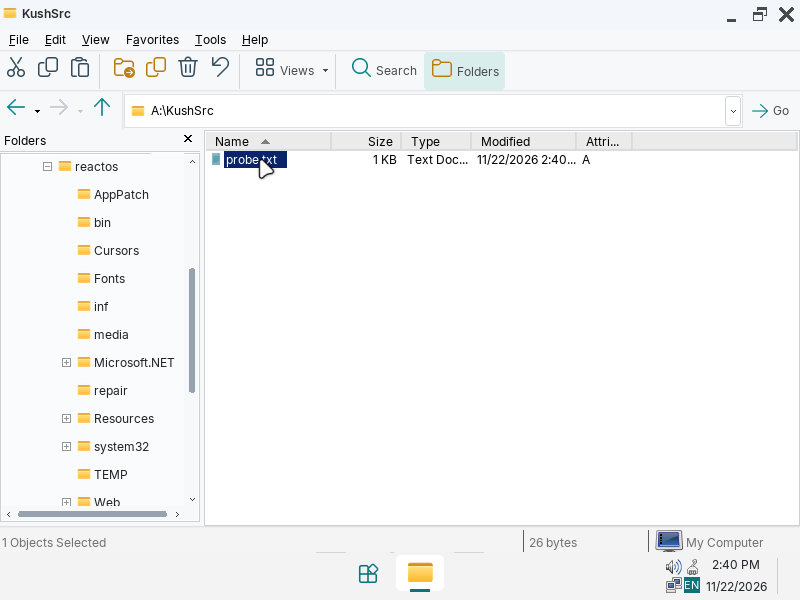 KushSrc
File Edit View Favorites Tools Help
Views Search Folders
A:\KushSrc Go
Folders
Name Size Type Modified Attri...
probe.txt 1 KB Text Doc... 11/22/2026 2:40... A
reactos
AppPatch
bin
Cursors
Fonts
inf
media
Microsoft.NET
repair
Resources
system32
TEMP
Web
1 Objects Selected 26 bytes My Computer
2:40 PM
EN 11/22/2026